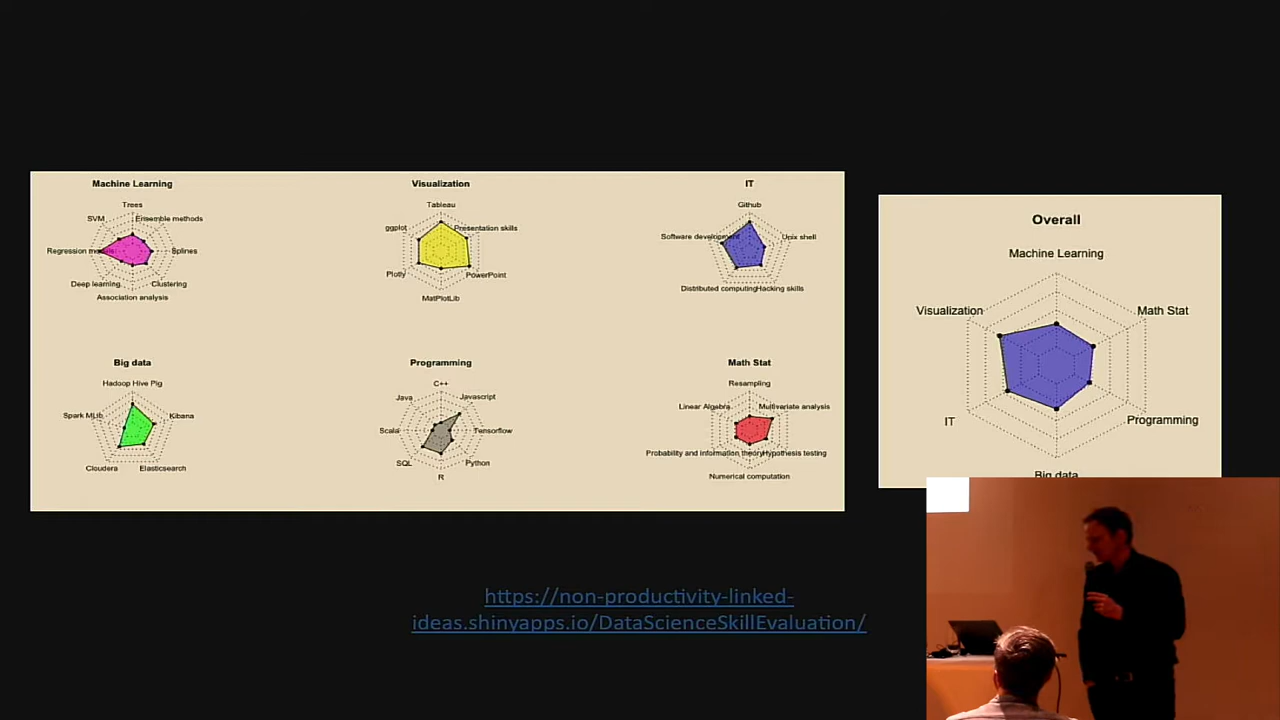 Machine Learning
Trees
SVM
Ensemble methods
Regression models
Splines
Deep learning
Clustering
Association analysis
Visualization
Tableau
ggplot
Presentation skills
Plotly
PowerPoint
MatPlotLib
IT
Github
Software development
Unix shell
Distributed computing
Hacking skills
Big data
Hadoop Hive Pig
Spark MLib
Kibana
Cloudera
Elasticsearch
Programming
C++
Java
Javascript
Scala
Tensorflow
SQL
Python
R
Math Stat
Resampling
Linear Algebra
Multivariate analysis
Probability and information theory
Hypothesis testing
Numerical computation
Overall
Machine Learning
Visualization
Math Stat
IT
Programming
Big data
https://non-productivity-linked-
ideas.shinyapps.io/DataScienceSkillEvaluation/